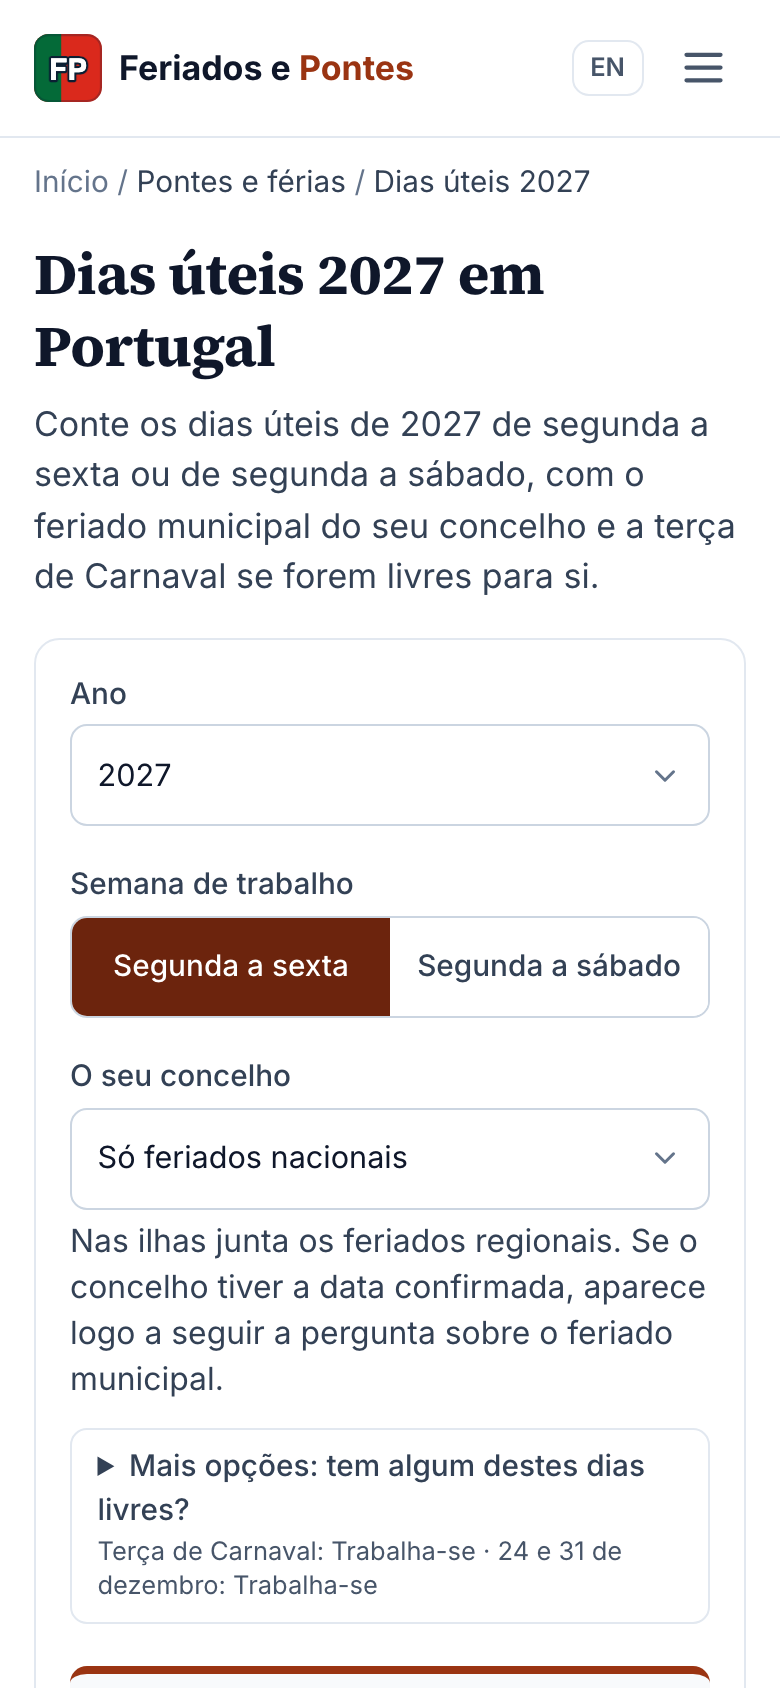 FP Feriados e Pontes EN
Início / Pontes e férias / Dias úteis 2027
Dias úteis 2027 em
Portugal
Conte os dias úteis de 2027 de segunda a
sexta ou de segunda a sábado, com o
feriado municipal do seu concelho e a terça
de Carnaval se forem livres para si.
Ano
2027
Semana de trabalho
Segunda a sexta Segunda a sábado
O seu concelho
Só feriados nacionais
Nas ilhas junta os feriados regionais. Se o
concelho tiver a data confirmada, aparece
logo a seguir a pergunta sobre o feriado
municipal.
Mais opções: tem algum destes dias
livres?
Terça de Carnaval: Trabalha-se · 24 e 31 de
dezembro: Trabalha-se